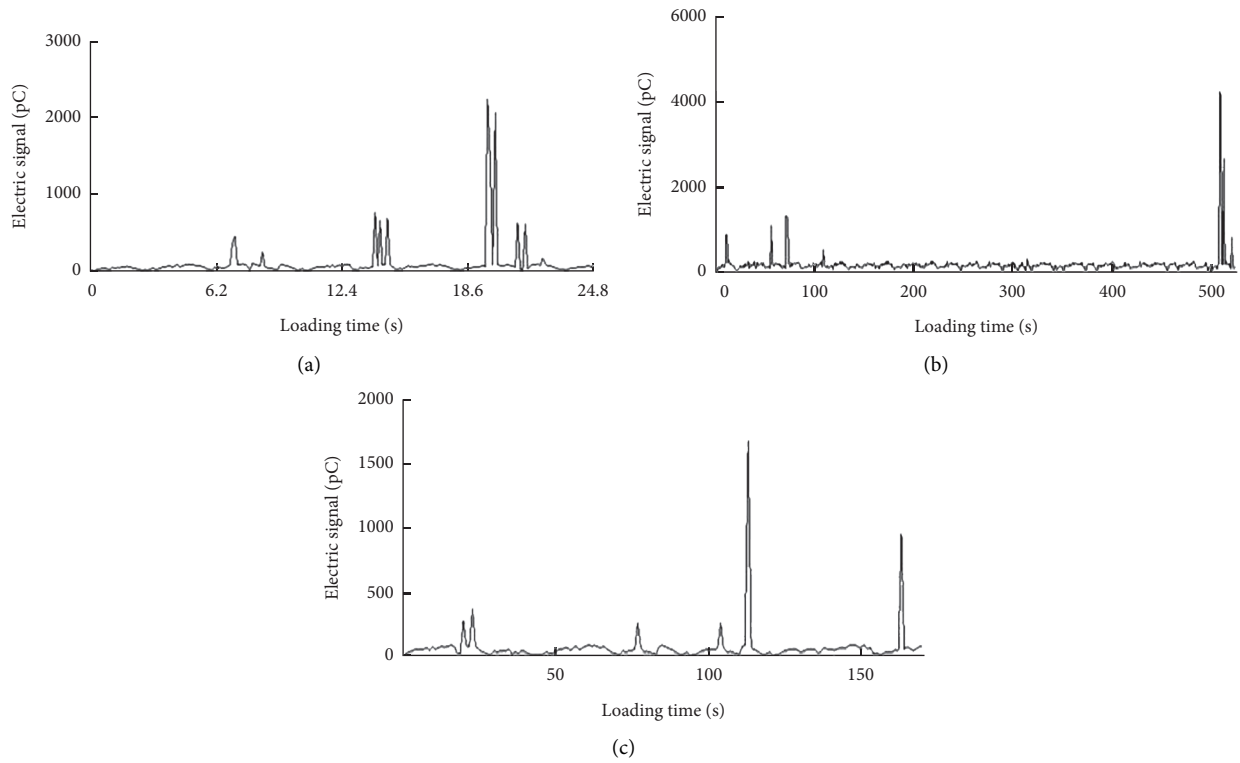 3000
2000
1000
0
Electric signal (pC)
0 6.2 12.4 18.6 24.8
Loading time (s)
(a)
6000
4000
2000
0
Electric signal (pC)
0 100 200 300 400 500
Loading time (s)
(b)
2000
1500
1000
500
0
Electric signal (pC)
50 100 150
Loading time (s)
(c)